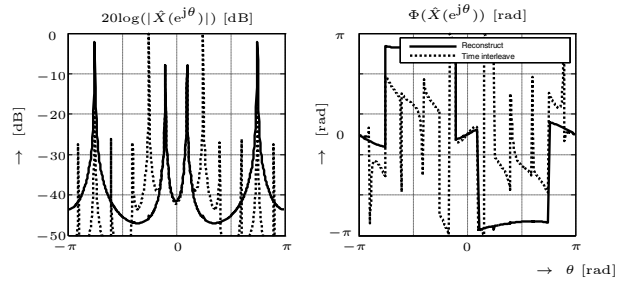 20log(|X̂(e^jθ)|) [dB]
0
−10
−20
−30
−40
−50
→ [dB]
−π
0
π
Φ(X̂(e^jθ)) [rad]
π
0
−π
→ [rad]
Reconstruct
Time interleave
−π
0
π
→ θ [rad]